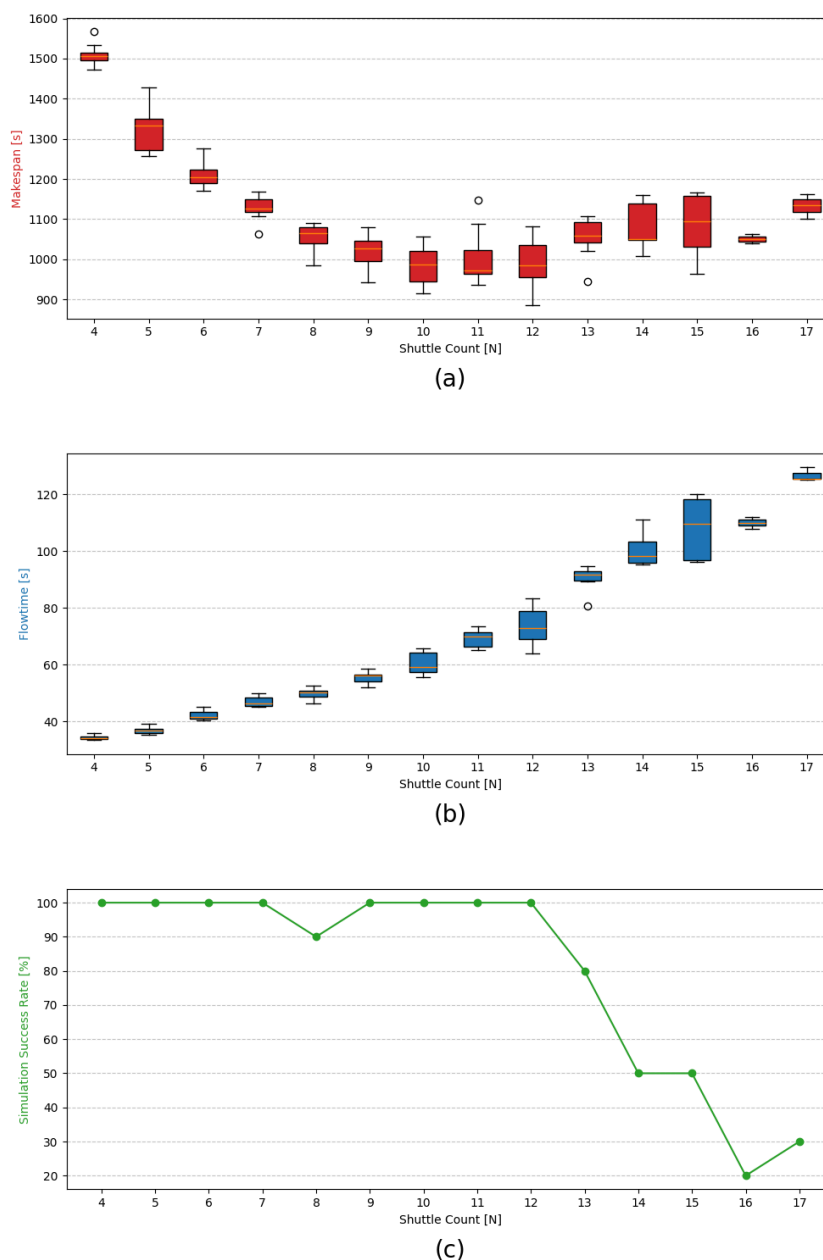 1600
1500
1400
1300
1200
1100
1000
900
Makespan [s]
4 5 6 7 8 9 10 11 12 13 14 15 16 17
Shuttle Count [N]
(a)
120
100
80
60
40
Flowtime [s]
4 5 6 7 8 9 10 11 12 13 14 15 16 17
Shuttle Count [N]
(b)
100
90
80
70
60
50
40
30
20
Simulation Success Rate [%]
4 5 6 7 8 9 10 11 12 13 14 15 16 17
Shuttle Count [N]
(c)